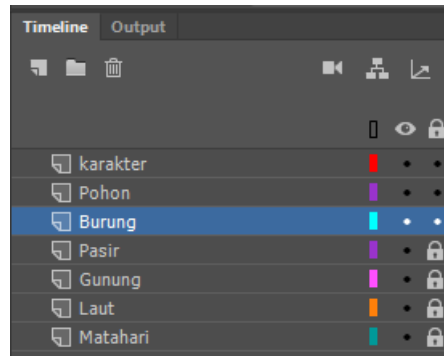 Timeline Output
karakter
Pohon
Burung
Pasir
Gunung
Laut
Matahari